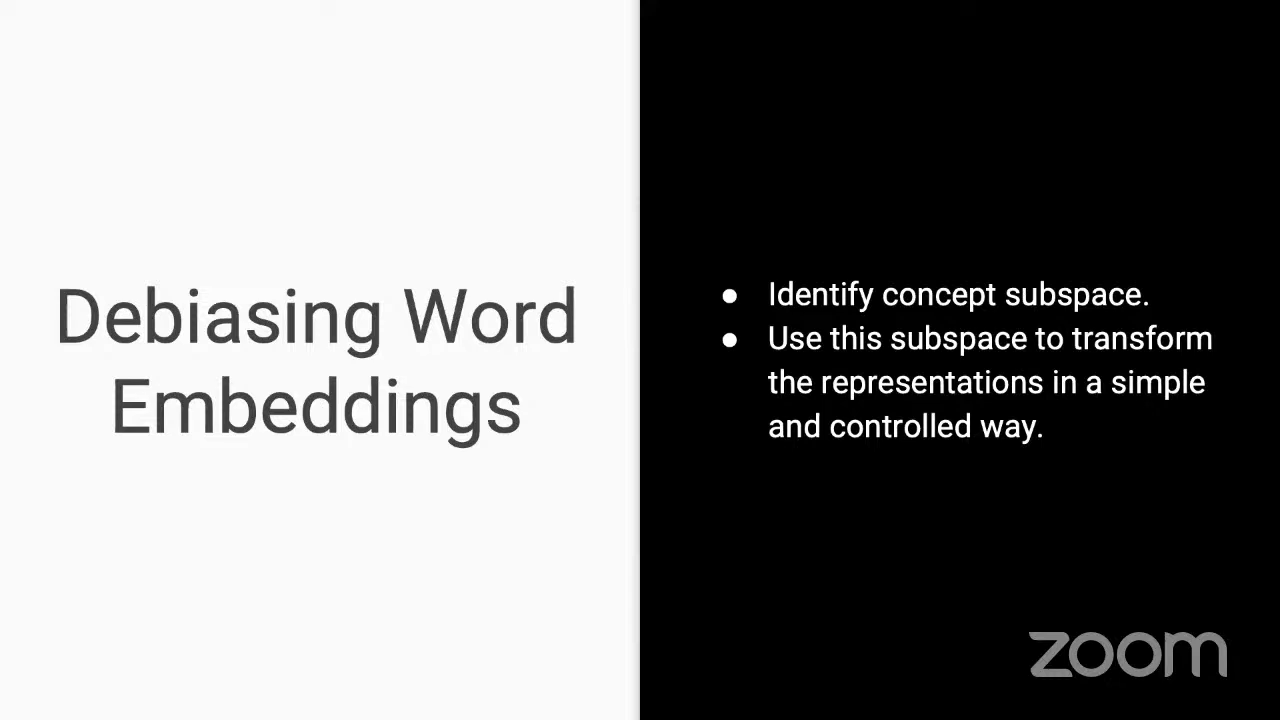 Debiasing Word
Embeddings
● Identify concept subspace.
● Use this subspace to transform
the representations in a simple
and controlled way.
zoom